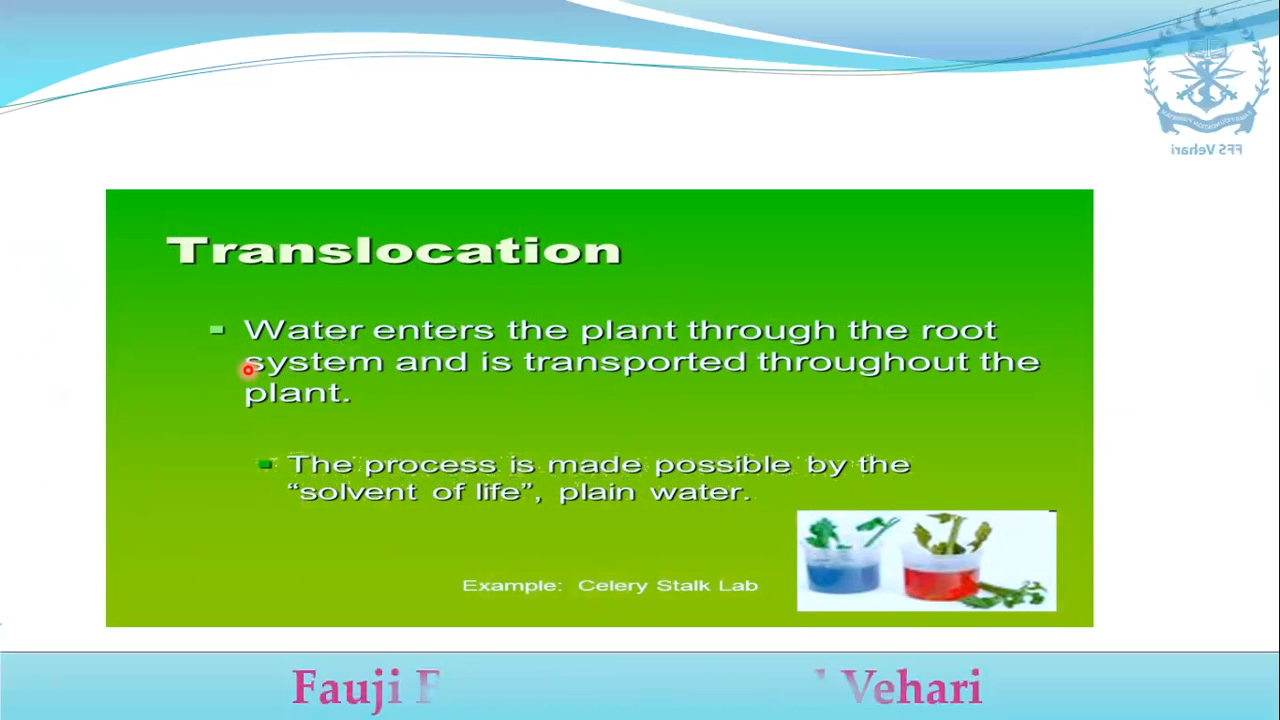 FFS Vehari
Translocation
Water enters the plant through the root
system and is transported throughout the
plant.
The process is made possible by the
“solvent of life”, plain water.
Example: Celery Stalk Lab
Fauji F
Vehari